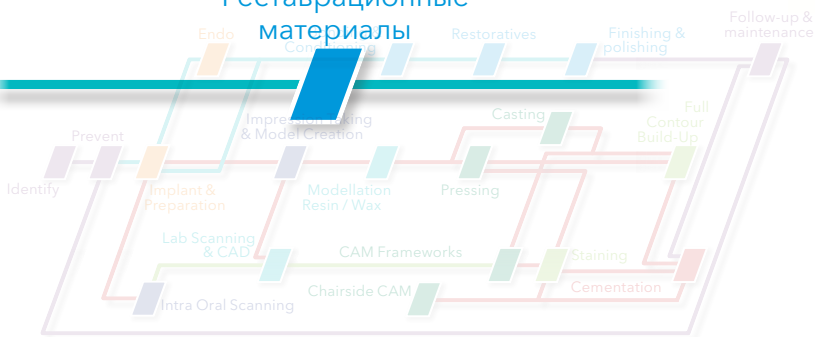 Реставрационные
материалы
Follow-up &
maintenance
Endo
Conditioning
Restoratives
Finishing &
polishing
Casting
Full
Contour
Build-Up
Impression Taking
& Model Creation
Prevent
Identify
Implant &
Preparation
Modellation
Resin / Wax
Pressing
Lab Scanning
& CAD
CAM Frameworks
Staining
Chairside CAM
Cementation
Intra Oral Scanning